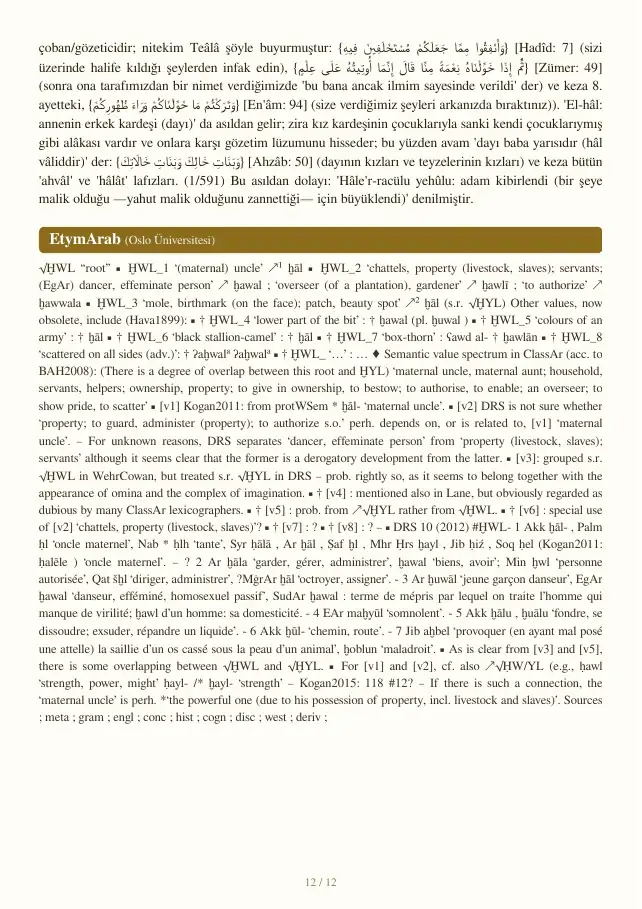 çoban/gözeticidir; nitekim Teâlâ şöyle buyurmuştur: {وَأَنْفِقُوا مِمَّا جَعَلَكُمْ مُسْتَخْلَفِينَ فِيهِ} [Hadîd: 7] (sizi
üzerinde halife kıldığı şeylerden infak edin), {ثُمَّ إِذَا خَوَّلْنَاهُ نِعْمَةً مِنَّا قَالَ إِنَّمَا أُوتِيتُهُ عَلَى عِلْمٍ} [Zümer: 49]
(sonra ona tarafımızdan bir nimet verdiğimizde 'bu bana ancak ilmim sayesinde verildi' der) ve keza 8.
ayetteki, {وَتَرَكْتُمْ مَا خَوَّلْنَاكُمْ وَرَاءَ ظُهُورِكُمْ} [En'âm: 94] (size verdiğimiz şeyleri arkanızda bıraktınız)). 'El-hâl:
annenin erkek kardeşi (dayı)' da asıldan gelir; zira kız kardeşinin çocuklarıyla sanki kendi çocuklarıymış
gibi alâkası vardır ve onlara karşı gözetim lüzumunu hisseder; bu yüzden avam 'dayı baba yarısıdır (hâl
vâliddir)' der: {وَبَنَاتِ خَالِكَ وَبَنَاتِ خَالَاتِكَ} [Ahzâb: 50] (dayının kızları ve teyzelerinin kızları) ve keza bütün
'ahvâl' ve 'hâlât' lafızları. (1/591) Bu asıldan dolayı: 'Hâle'r-racülu yehûlu: adam kibirlendi (bir şeye
malik olduğu —yahut malik olduğunu zannettiği— için büyüklendi)' denilmiştir.
EtymArab (Oslo Üniversitesi)
√ḪWL “root” ▪ ḪWL_1 ‘(maternal) uncle’ ↗¹ ḫāl ▪ ḪWL_2 ‘chattels, property (livestock, slaves); servants;
(EgAr) dancer, effeminate person’ ↗ ḫawal ; ‘overseer (of a plantation), gardener’ ↗ ḫawlī ; ‘to authorize’ ↗
ḫawwala ▪ ḪWL_3 ‘mole, birthmark (on the face); patch, beauty spot’ ↗² ḫāl (s.r. √ḪYL) Other values, now
obsolete, include (Hava1899): ▪ † ḪWL_4 ‘lower part of the bit’ : † ḫawal (pl. ḫuwal ) ▪ † ḪWL_5 ‘colours of an
army’ : † ḫāl ▪ † ḪWL_6 ‘black stallion-camel’ : † ḫāl ▪ † ḪWL_7 ‘box-thorn’ : ʕawd al- † ḫawlān ▪ † ḪWL_8
‘scattered on all sides (adv.)’: † ʔaḫwalᵃ ʔaḫwalᵃ ▪ † ḪWL_ ‘…’ : … ♦ Semantic value spectrum in ClassAr (acc. to
BAH2008): (There is a degree of overlap between this root and ḪYL) ‘maternal uncle, maternal aunt; household,
servants, helpers; ownership, property; to give in ownership, to bestow; to authorise, to enable; an overseer; to
show pride, to scatter’ ▪ [v1] Kogan2011: from protWSem * ḫāl- ‘maternal uncle’. ▪ [v2] DRS is not sure whether
‘property; to guard, administer (property); to authorize s.o.’ perh. depends on, or is related to, [v1] ‘maternal
uncle’. – For unknown reasons, DRS separates ‘dancer, effeminate person’ from ‘property (livestock, slaves);
servants’ although it seems clear that the former is a derogatory development from the latter. ▪ [v3]: grouped s.r.
√ḪWL in WehrCowan, but treated s.r. √ḪYL in DRS – prob. rightly so, as it seems to belong together with the
appearance of omina and the complex of imagination. ▪ † [v4] : mentioned also in Lane, but obviously regarded as
dubious by many ClassAr lexicographers. ▪ † [v5] : prob. from ↗√ḪYL rather from √ḪWL. ▪ † [v6] : special use
of [v2] ‘chattels, property (livestock, slaves)’? ▪ † [v7] : ? ▪ † [v8] : ? – ▪ DRS 10 (2012) #ḪWL- 1 Akk ḫāl- , Palm
ḥl ‘oncle maternel’, Nab * ḥlh ‘tante’, Syr ḥālā , Ar ḫāl , Ṣaf ḫl , Mhr Ḥrs ḫayl , Jib ḫiź , Soq ḥel (Kogan2011:
ḥalēle ) ‘oncle maternel’. – ? 2 Ar ḫāla ‘garder, gérer, administrer’, ḫawal ‘biens, avoir’; Min ḫwl ‘personne
autorisée’, Qat šḫl ‘diriger, administrer’, ?MġrAr ḫāl ‘octroyer, assigner’. - 3 Ar ḫuwāl ‘jeune garçon danseur’, EgAr
ḫawal ‘danseur, efféminé, homosexuel passif’, SudAr ḫawal : terme de mépris par lequel on traite l’homme qui
manque de virilité; ḫawl d’un homme: sa domesticité. - 4 EAr maḫyūl ‘somnolent’. - 5 Akk ḫālu , ḫuālu ‘fondre, se
dissoudre; exsuder, répandre un liquide’. - 6 Akk ḫūl- ‘chemin, route’. - 7 Jib aḫbel ‘provoquer (en ayant mal posé
une attelle) la saillie d’un os cassé sous la peau d’un animal’, ḫoblun ‘maladroit’. ▪ As is clear from [v3] and [v5],
there is some overlapping between √ḪWL and √ḪYL. ▪ For [v1] and [v2], cf. also ↗√ḤW/YL (e.g., ḥawl
‘strength, power, might’ ḥayl- /* ḥayl- ‘strength’ – Kogan2015: 118 #12? – If there is such a connection, the
‘maternal uncle’ is perh. *‘the powerful one (due to his possession of property, incl. livestock and slaves)’. Sources
; meta ; gram ; engl ; conc ; hist ; cogn ; disc ; west ; deriv ;
12 / 12